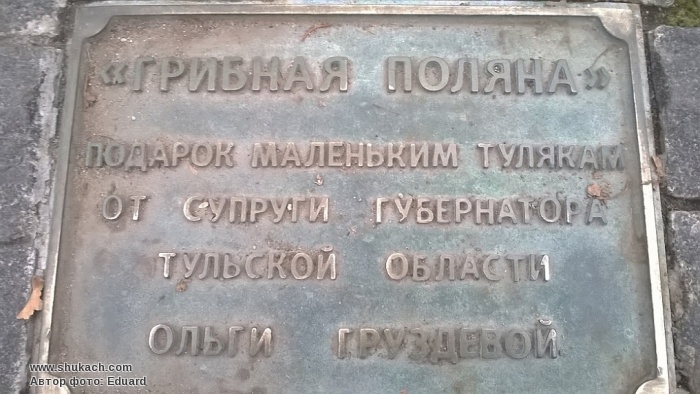 «ГРИБНАЯ ПОЛЯНА»
ПОДАРОК МАЛЕНЬКИМ ТУЛЯКАМ
ОТ СУПРУГИ ГУБЕРНАТОРА
ТУЛЬСКОЙ ОБЛАСТИ
ОЛЬГИ ГРУЗДЕВОЙ
www.shukach.com
Автор фото: Eduard